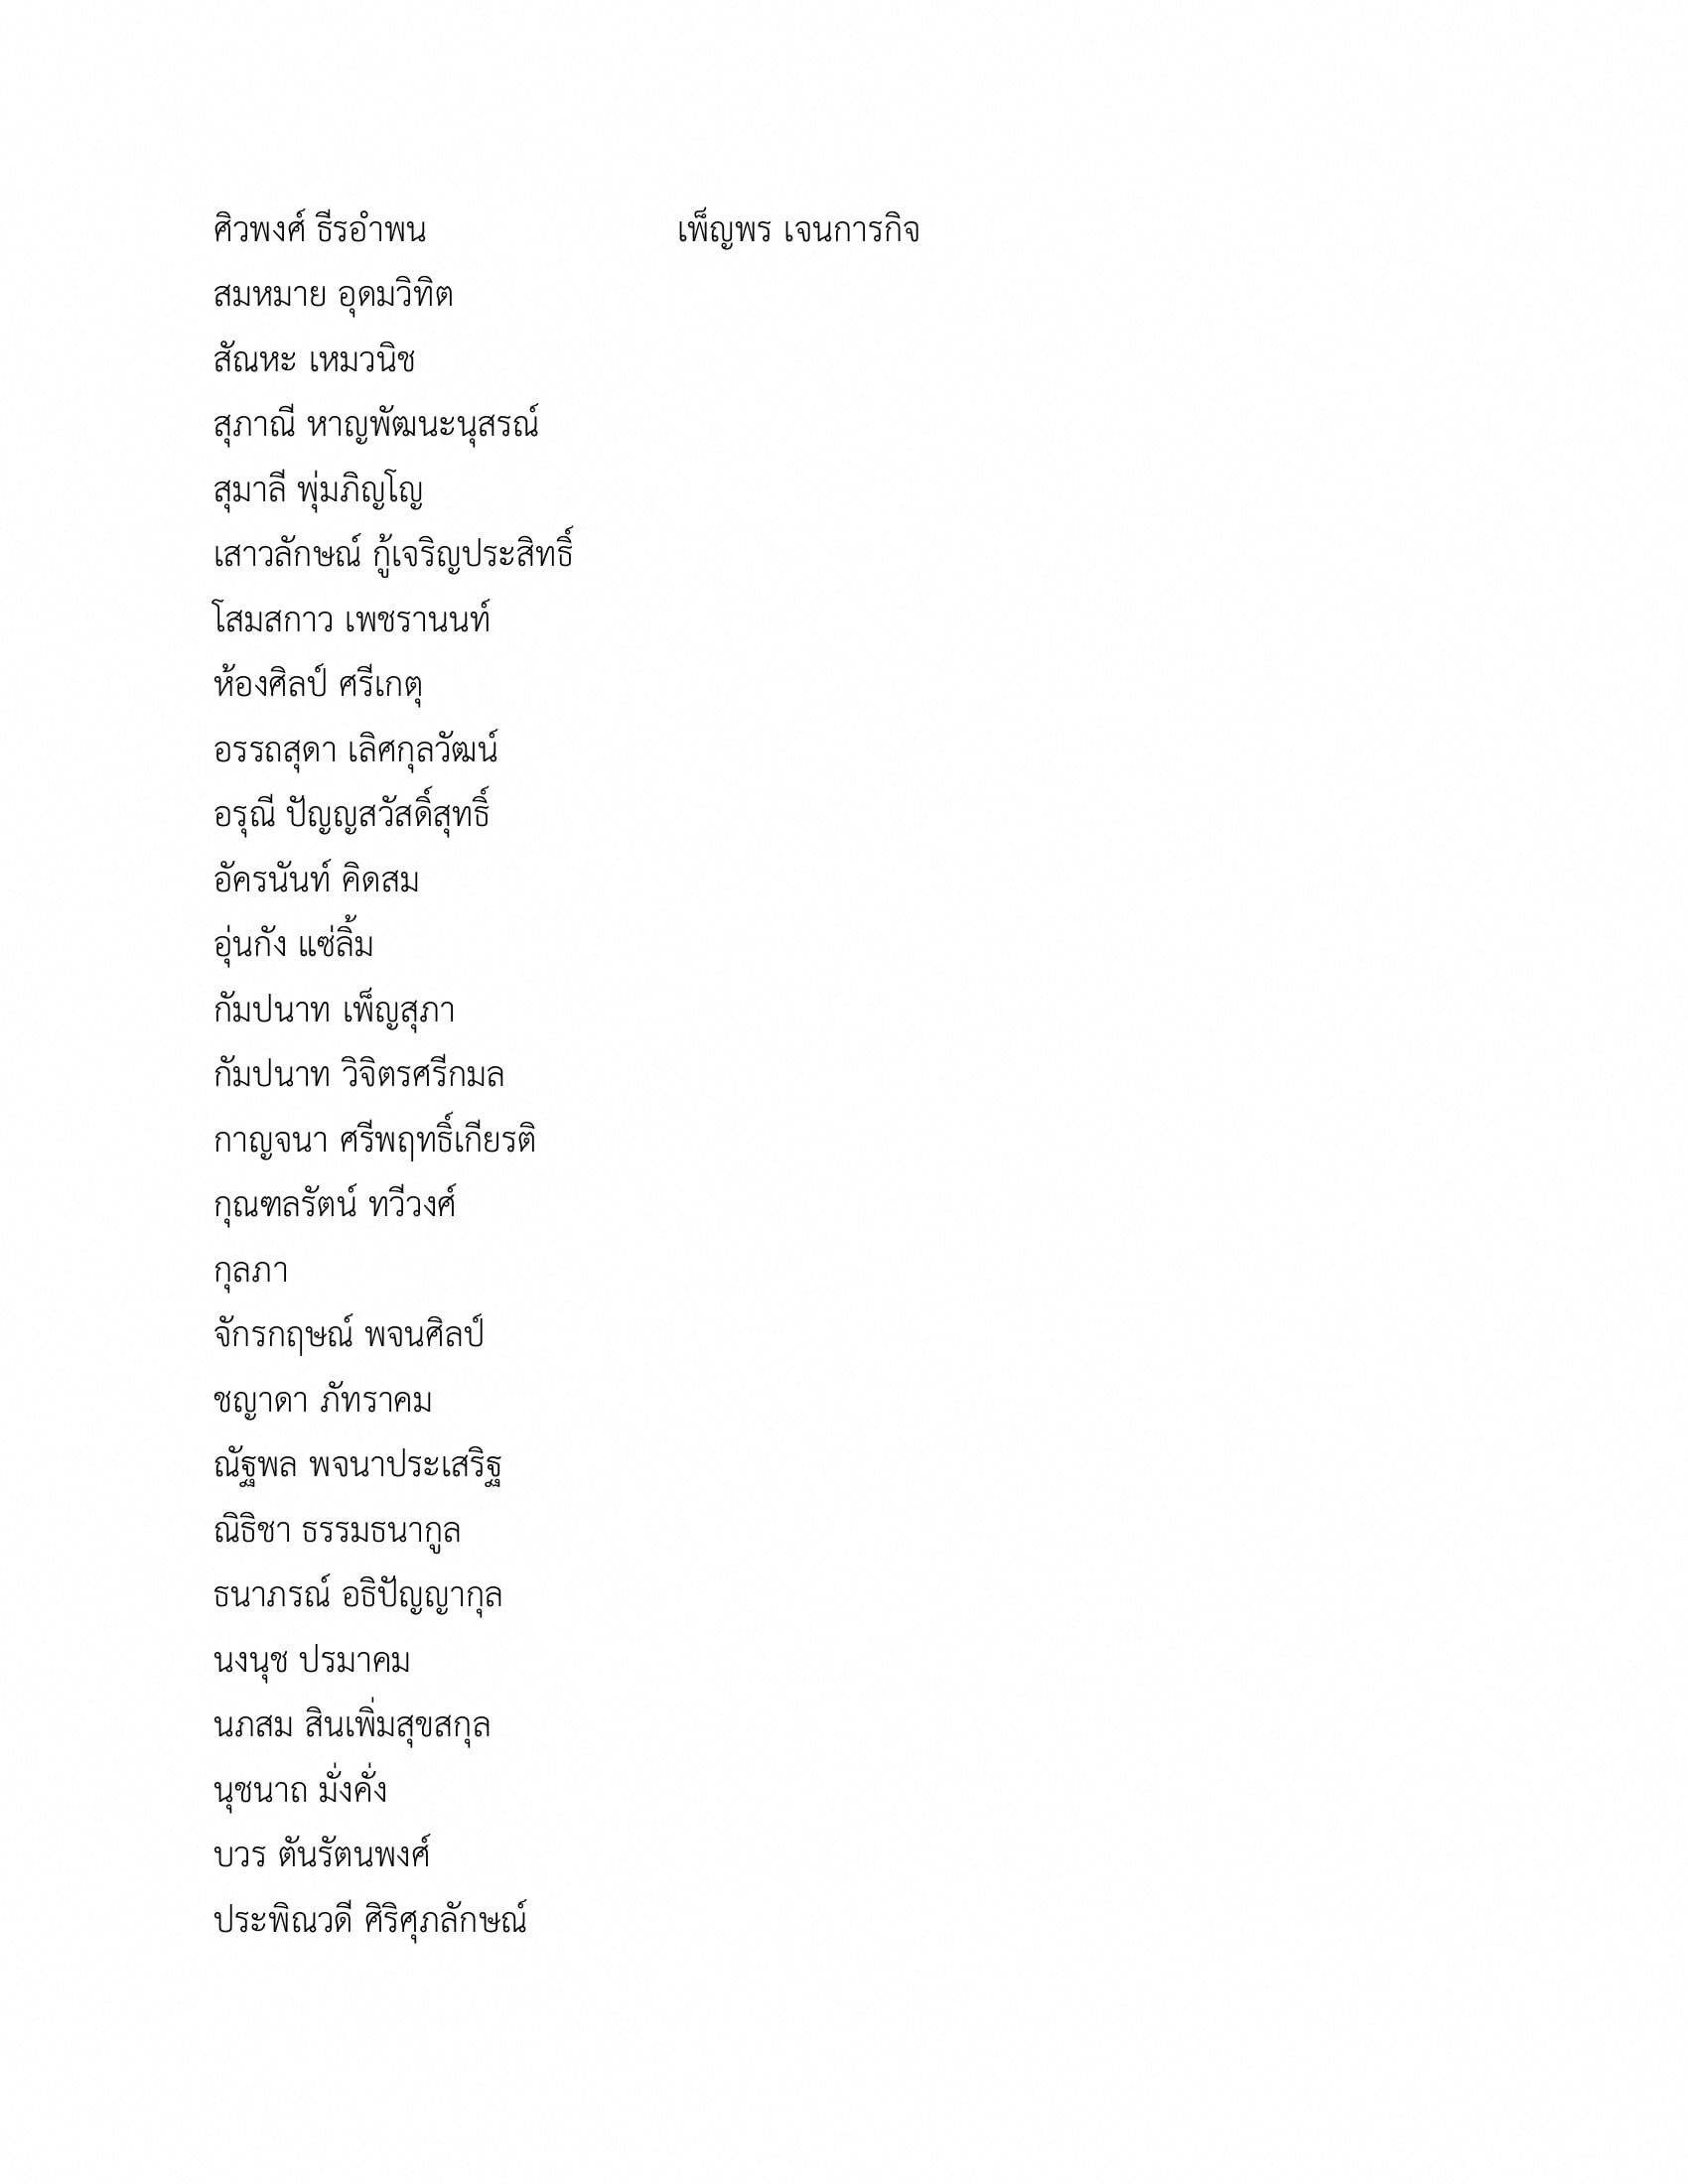 ศิวพงศ์ ธีรอำพน เพ็ญพร เจนการกิจ
สมหมาย อุดมวิทิต
สัณหะ เหมวนิช
สุภาณี หาญพัฒนะนุสรณ์
สุมาลี พุ่มภิญโญ
เสาวลักษณ์ กู้เจริญประสิทธิ์
โสมสกาว เพชรานนท์
ห้องศิลป์ ศรีเกตุ
อรรถสุดา เลิศกุลวัฒน์
อรุณี ปัญญสวัสดิ์สุทธิ์
อัครนันท์ คิดสม
อุ่นกัง แซ่ลิ้ม
กัมปนาท เพ็ญสุภา
กัมปนาท วิจิตรศรีกมล
กาญจนา ศรีพฤทธิ์เกียรติ
กุณฑลรัตน์ ทวีวงศ์
กุลภา
จักรกฤษณ์ พจนศิลป์
ชญาดา ภัทราคม
ณัฐพล พจนาประเสริฐ
ณิธิชา ธรรมธนากูล
ธนาภรณ์ อธิปัญญากุล
นงนุช ปรมาคม
นภสม สินเพิ่มสุขสกุล
นุชนาถ มั่งคั่ง
บวร ตันรัตนพงศ์
ประพิณวดี ศิริศุภลักษณ์